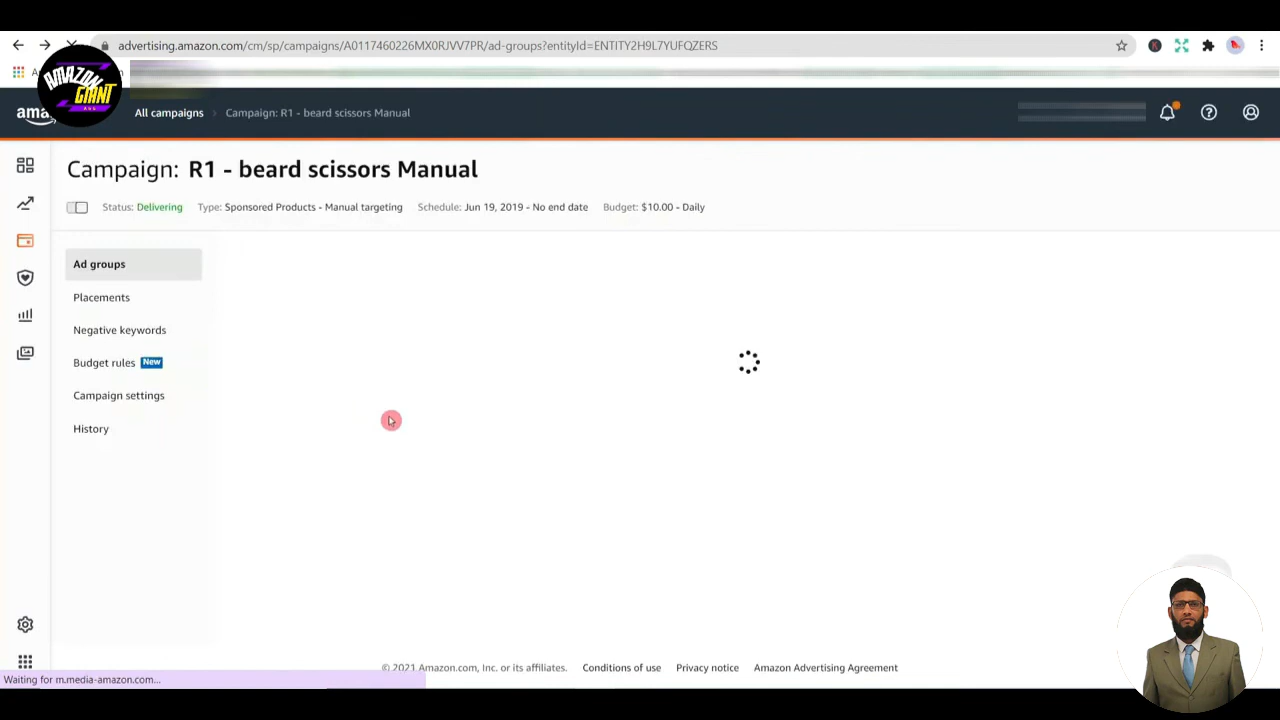 advertising.amazon.com/cm/sp/campaigns/A0117460226MX0RJVV7PR/ad-groups?entityId=ENTITY2H9L7YUFQZERS
AMAZON
GIANT
All campaigns > Campaign: R1 - beard scissors Manual
Campaign: R1 - beard scissors Manual
Status: Delivering Type: Sponsored Products - Manual targeting Schedule: Jun 19, 2019 - No end date Budget: $10.00 - Daily
Ad groups
Placements
Negative keywords
Budget rules New
Campaign settings
History
© 2021 Amazon.com, Inc. or its affiliates. Conditions of use Privacy notice Amazon Advertising Agreement
Waiting for m.media-amazon.com...